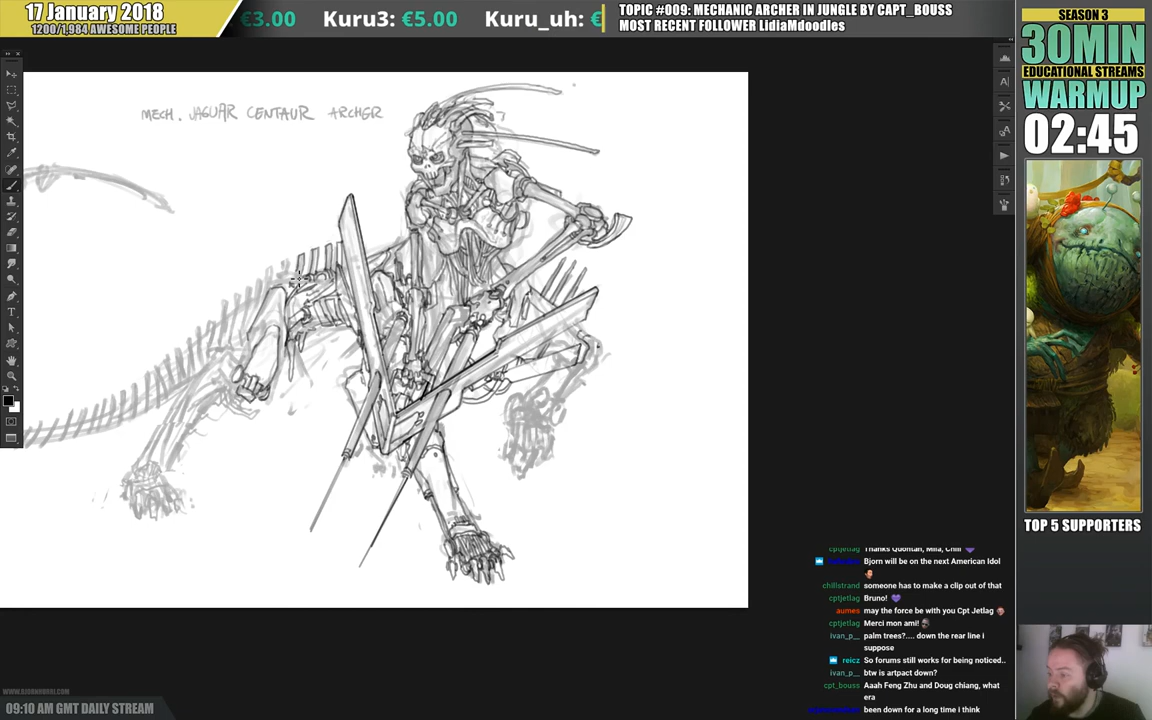 17 January 2018
1200/1,984 AWESOME PEOPLE
€3.00 Kuru3: €5.00 Kuru_uh: €
TOPIC #009: MECHANIC ARCHER IN JUNGLE BY CAPT_BOUSS
MOST RECENT FOLLOWER LidiaMdoodles
SEASON 3
30MIN
EDUCATIONAL STREAMS
WARMUP
02:45
MECH. JAGUAR CENTAUR ARCHER
TOP 5 SUPPORTERS
cptjetlag Thanks Quontan, Mila, Chill
Bjorn will be on the next American Idol
chillstrand someone has to make a clip out of that
cptjetlag Bruno!
aumes may the force be with you Cpt Jetlag
cptjetlag Merci mon ami!
ivan_p__ palm trees?.... down the rear line i
suppose
reicz So forums still works for being noticed..
ivan_p__ btw is artpact down?
cpt_bouss Aaah Feng Zhu and Doug chiang, what
era
been down for a long time i think
WWW.BJORNHURRI.COM
09:10 AM GMT DAILY STREAM